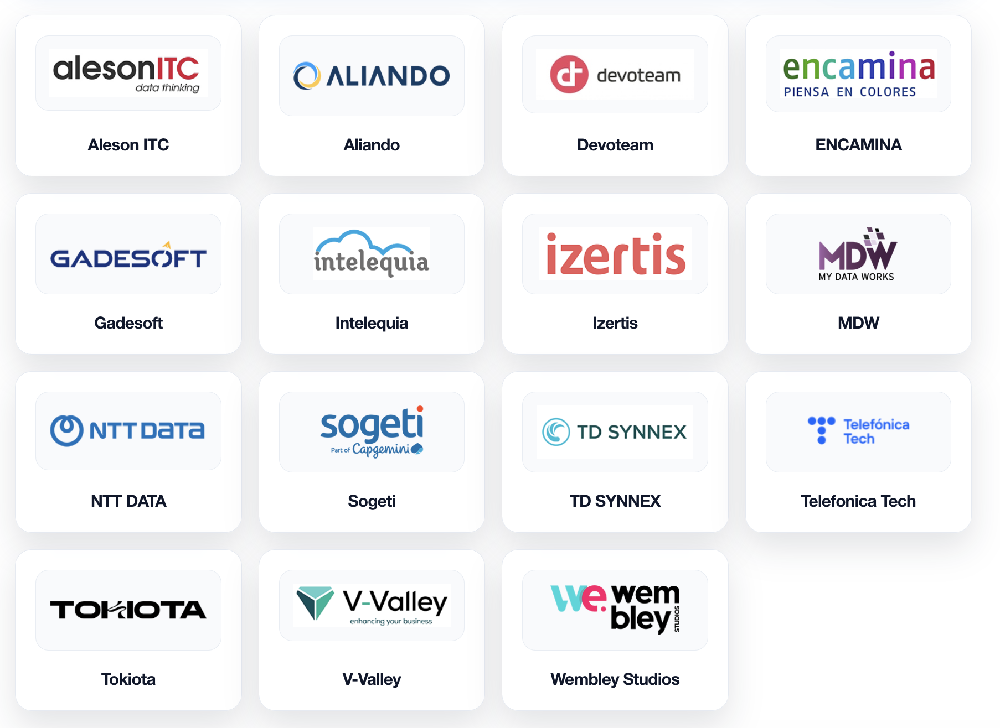 alesonITC
data thinking
Aleson ITC
ALIANDO
Aliando
dt devoteam
Devoteam
encamina
PIENSA EN COLORES
ENCAMINA
GADESOFT
Gadesoft
intelequia
Intelequia
izertis
Izertis
MDW
MY DATA WORKS
MDW
NTT DATA
NTT DATA
sogeti
Part of Capgemini
Sogeti
TD SYNNEX
TD SYNNEX
Telefónica
Tech
Telefonica Tech
TOKIOTA
Tokiota
V-Valley
enhancing your business
V-Valley
we. wem
bley
STUDIOS
Wembley Studios